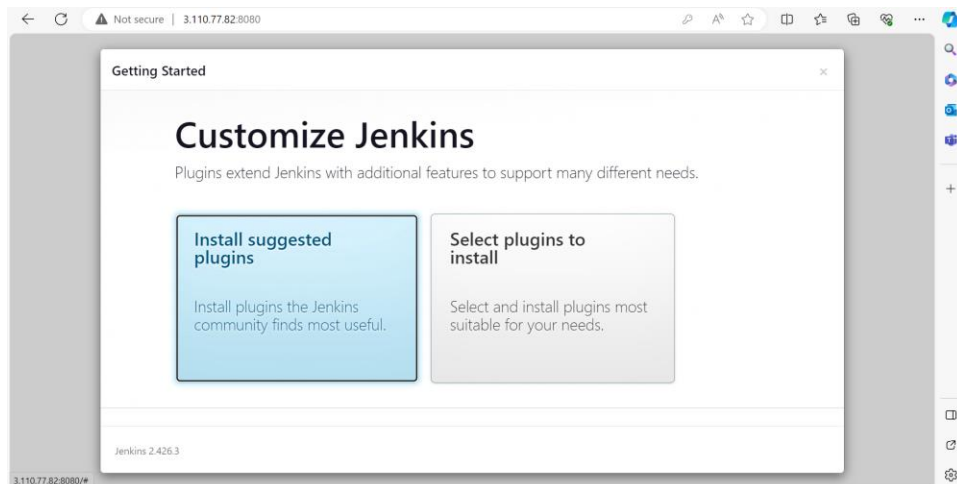 Not secure | 3.110.77.82:8080
Getting Started
Customize Jenkins
Plugins extend Jenkins with additional features to support many different needs.
Install suggested
plugins
Install plugins the Jenkins
community finds most useful.
Select plugins to
install
Select and install plugins most
suitable for your needs.
Jenkins 2.426.3
3.110.77.82:8080/#